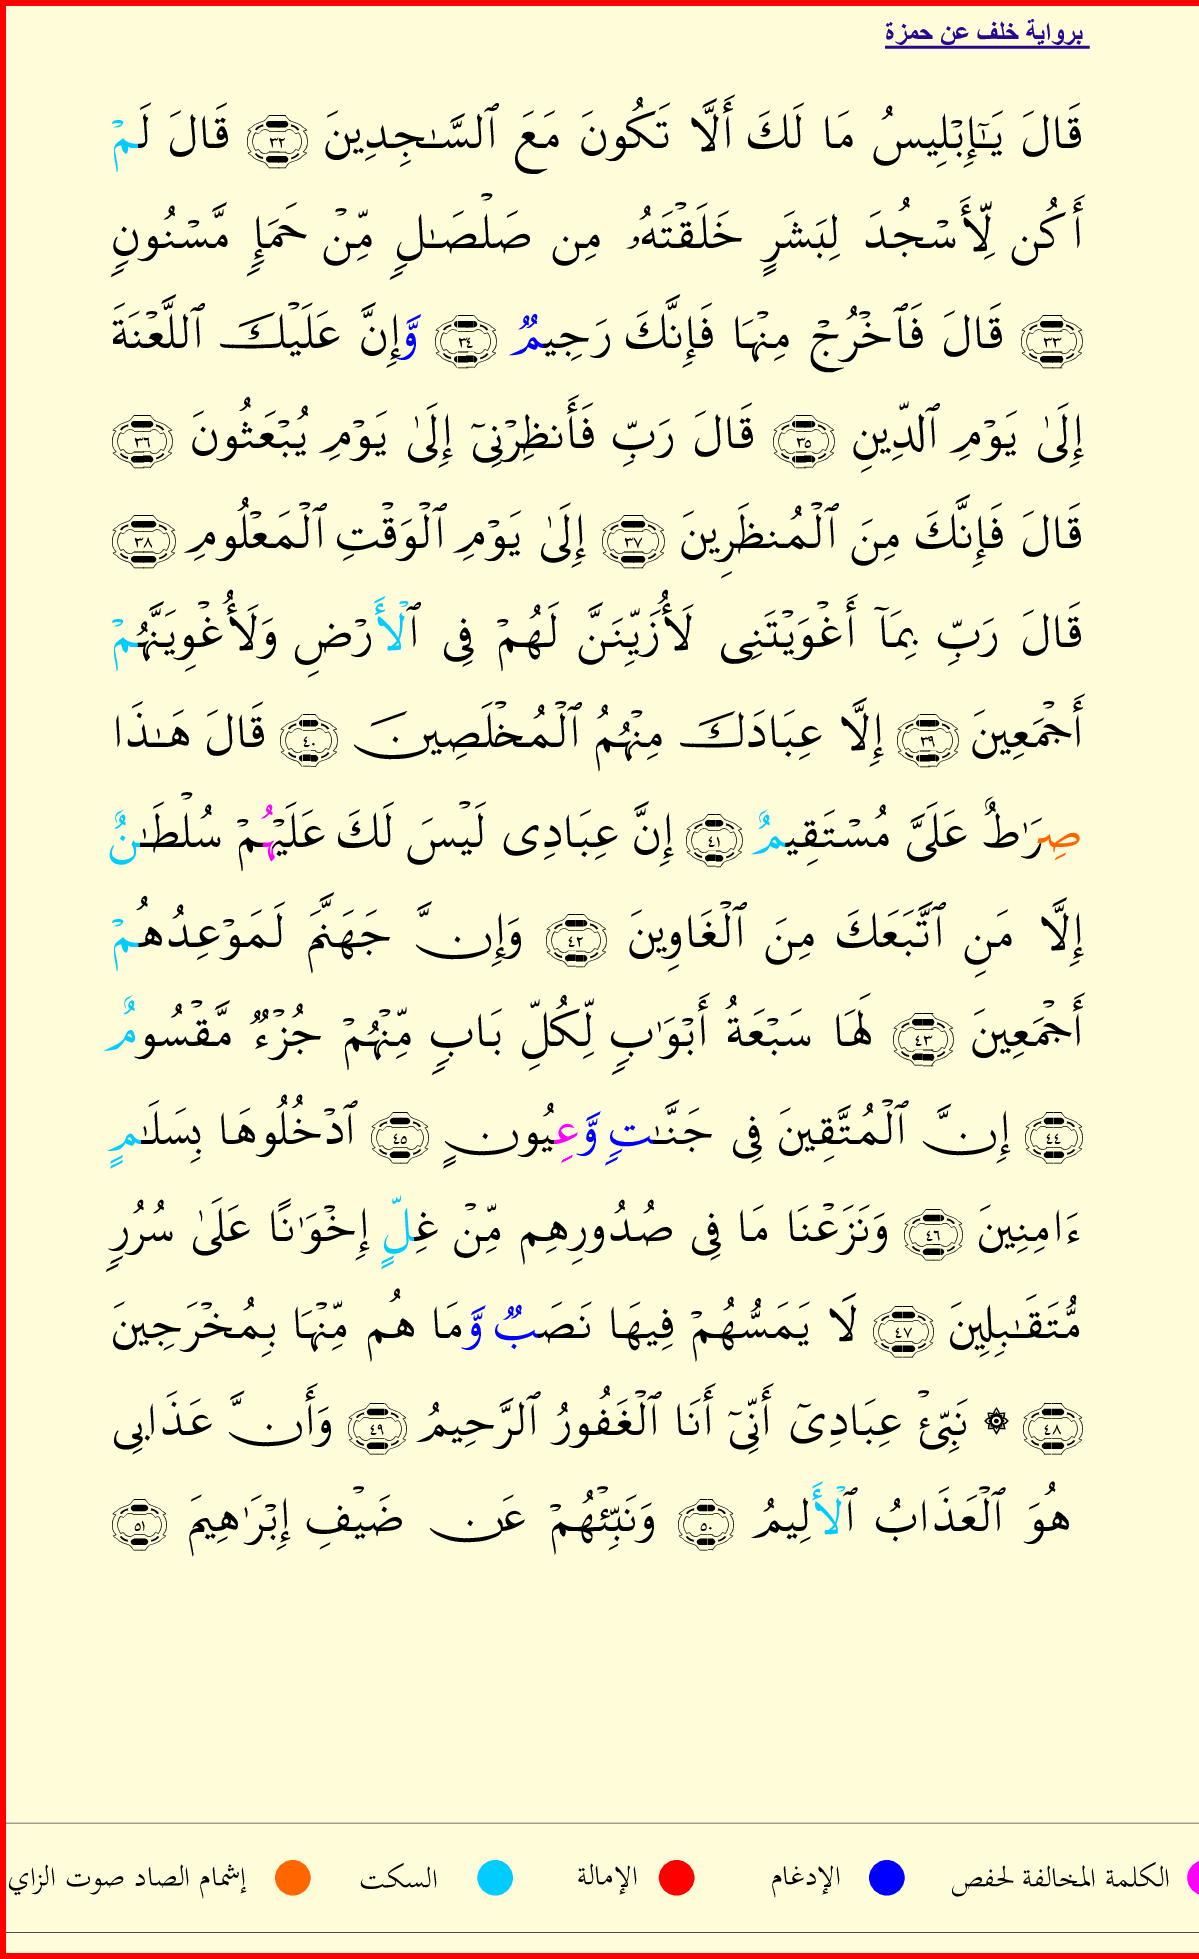 برواية خلف عن حمزة
قَالَ يَـٰٓإِبْلِيسُ مَا لَكَ أَلَّا تَكُونَ مَعَ ٱلسَّـٰجِدِينَ ٣٢ قَالَ لَمْ
أَكُن لِّأَسْجُدَ لِبَشَرٍ خَلَقْتَهُۥ مِن صَلْصَـٰلٍ مِّنْ حَمَإٍ مَّسْنُونٍ
٣٣ قَالَ فَٱخْرُجْ مِنْهَا فَإِنَّكَ رَجِيمٌ ٣٤ وَّإِنَّ عَلَيْكَ ٱللَّعْنَةَ
إِلَىٰ يَوْمِ ٱلدِّينِ ٣٥ قَالَ رَبِّ فَأَنظِرْنِىٓ إِلَىٰ يَوْمِ يُبْعَثُونَ ٣٦
قَالَ فَإِنَّكَ مِنَ ٱلْمُنظَرِينَ ٣٧ إِلَىٰ يَوْمِ ٱلْوَقْتِ ٱلْمَعْلُومِ ٣٨
قَالَ رَبِّ بِمَآ أَغْوَيْتَنِى لَأُزَيِّنَنَّ لَهُمْ فِى ٱلْأَرْضِ وَلَأُغْوِيَنَّهُمْ
أَجْمَعِينَ ٣٩ إِلَّا عِبَادَكَ مِنْهُمُ ٱلْمُخْلَصِينَ ٤٠ قَالَ هَـٰذَا
صِرَٰطٌ عَلَىَّ مُسْتَقِيمٌ ٤١ إِنَّ عِبَادِى لَيْسَ لَكَ عَلَيْهُمْ سُلْطَـٰنٌ
إِلَّا مَنِ ٱتَّبَعَكَ مِنَ ٱلْغَاوِينَ ٤٢ وَإِنَّ جَهَنَّمَ لَمَوْعِدُهُمْ
أَجْمَعِينَ ٤٣ لَهَا سَبْعَةُ أَبْوَٰبٍ لِّكُلِّ بَابٍ مِّنْهُمْ جُزْءٌ مَّقْسُومٌ
٤٤ إِنَّ ٱلْمُتَّقِينَ فِى جَنَّـٰتٍ وَّعِيُونٍ ٤٥ ٱدْخُلُوهَا بِسَلَـٰمٍ
ءَامِنِينَ ٤٦ وَنَزَعْنَا مَا فِى صُدُورِهِم مِّنْ غِلٍّ إِخْوَٰنًا عَلَىٰ سُرُرٍ
مُّتَقَـٰبِلِينَ ٤٧ لَا يَمَسُّهُمْ فِيهَا نَصَبٌ وَّمَا هُم مِّنْهَا بِمُخْرَجِينَ
٤٨ ۞ نَبِّئْ عِبَادِىٓ أَنِّىٓ أَنَا ٱلْغَفُورُ ٱلرَّحِيمُ ٤٩ وَأَنَّ عَذَابِى
هُوَ ٱلْعَذَابُ ٱلْأَلِيمُ ٥٠ وَنَبِّئْهُمْ عَن ضَيْفِ إِبْرَٰهِيمَ ٥١
الكلمة المخالفة لحفص الإدغام الإمالة السكت إشمام الصاد صوت الزاي